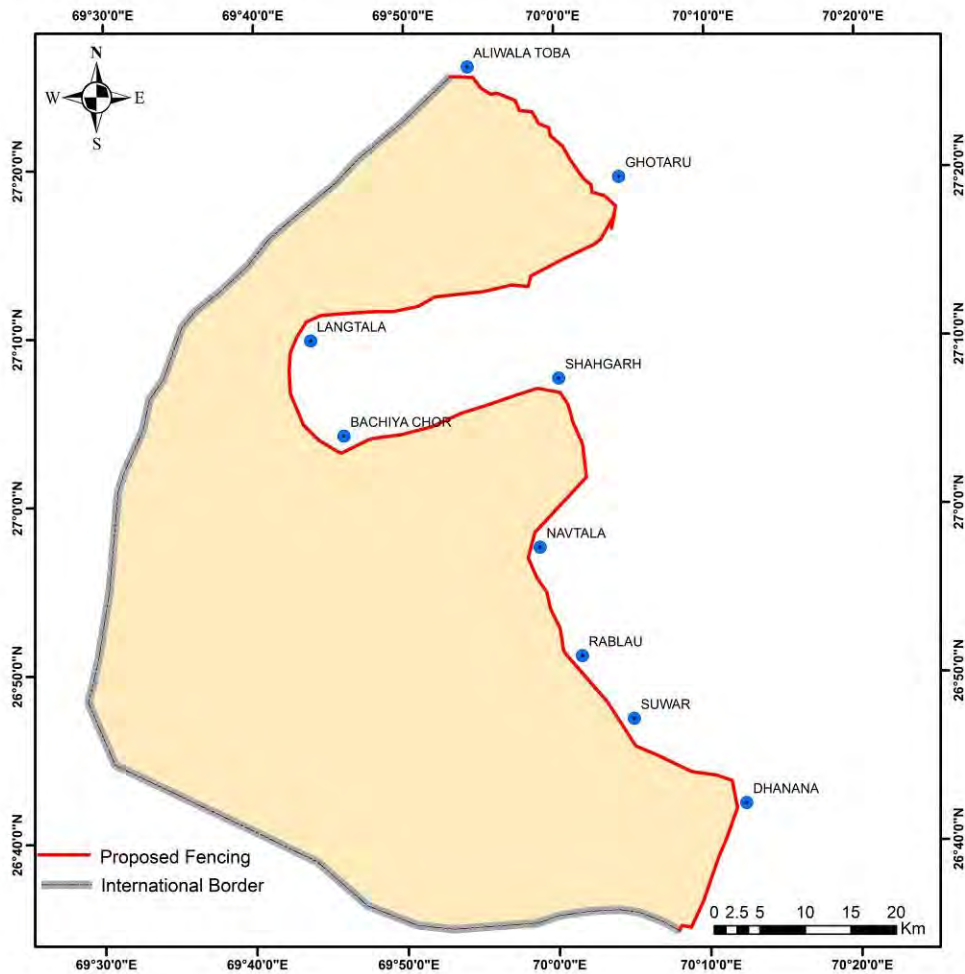 69°30'0"E 69°40'0"E 69°50'0"E 70°0'0"E 70°10'0"E 70°20'0"E
N
W E
S
ALIWALA TOBA
GHOTARU
27°20'0"N 27°20'0"N
LANGTALA
27°10'0"N 27°10'0"N
SHAHGARH
BACHIYA CHOR
27°0'0"N 27°0'0"N
NAVTALA
RABLAU
26°50'0"N 26°50'0"N
SUWAR
DHANANA
26°40'0"N 26°40'0"N
Proposed Fencing
International Border
0 2.5 5 10 15 20
Km
69°30'0"E 69°40'0"E 69°50'0"E 70°0'0"E 70°10'0"E 70°20'0"E